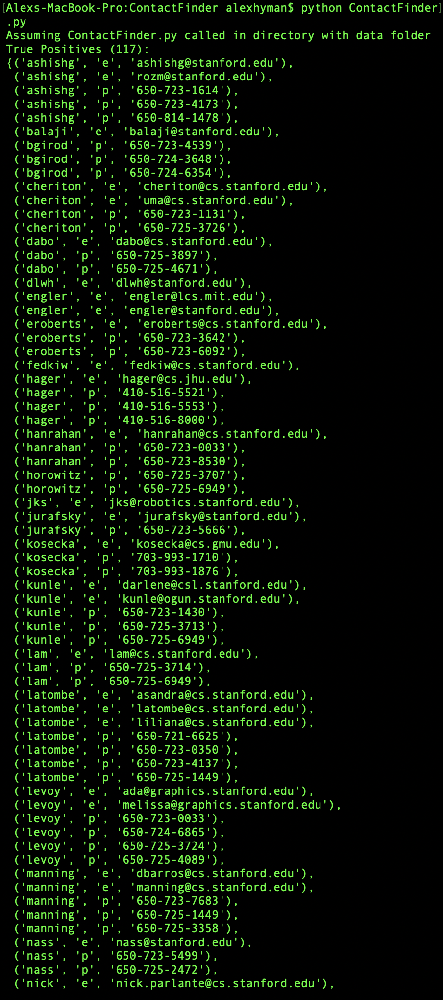 [Alexs-MacBook-Pro:ContactFinder alexhyman$ python ContactFinder]
.py
Assuming ContactFinder.py called in directory with data folder
True Positives (117):
{('ashishg', 'e', 'ashishg@stanford.edu'),
('ashishg', 'e', 'rozm@stanford.edu'),
('ashishg', 'p', '650-723-1614'),
('ashishg', 'p', '650-723-4173'),
('ashishg', 'p', '650-814-1478'),
('balaji', 'e', 'balaji@stanford.edu'),
('bgirod', 'p', '650-723-4539'),
('bgirod', 'p', '650-724-3648'),
('bgirod', 'p', '650-724-6354'),
('cheriton', 'e', 'cheriton@cs.stanford.edu'),
('cheriton', 'e', 'uma@cs.stanford.edu'),
('cheriton', 'p', '650-723-1131'),
('cheriton', 'p', '650-725-3726'),
('dabo', 'e', 'dabo@cs.stanford.edu'),
('dabo', 'p', '650-725-3897'),
('dabo', 'p', '650-725-4671'),
('dlwh', 'e', 'dlwh@stanford.edu'),
('engler', 'e', 'engler@lcs.mit.edu'),
('engler', 'e', 'engler@stanford.edu'),
('eroberts', 'e', 'eroberts@cs.stanford.edu'),
('eroberts', 'p', '650-723-3642'),
('eroberts', 'p', '650-723-6092'),
('fedkiw', 'e', 'fedkiw@cs.stanford.edu'),
('hager', 'e', 'hager@cs.jhu.edu'),
('hager', 'p', '410-516-5521'),
('hager', 'p', '410-516-5553'),
('hager', 'p', '410-516-8000'),
('hanrahan', 'e', 'hanrahan@cs.stanford.edu'),
('hanrahan', 'p', '650-723-0033'),
('hanrahan', 'p', '650-723-8530'),
('horowitz', 'p', '650-725-3707'),
('horowitz', 'p', '650-725-6949'),
('jks', 'e', 'jks@robotics.stanford.edu'),
('jurafsky', 'e', 'jurafsky@stanford.edu'),
('jurafsky', 'p', '650-723-5666'),
('kosecka', 'e', 'kosecka@cs.gmu.edu'),
('kosecka', 'p', '703-993-1710'),
('kosecka', 'p', '703-993-1876'),
('kunle', 'e', 'darlene@csl.stanford.edu'),
('kunle', 'e', 'kunle@ogun.stanford.edu'),
('kunle', 'p', '650-723-1430'),
('kunle', 'p', '650-725-3713'),
('kunle', 'p', '650-725-6949'),
('lam', 'e', 'lam@cs.stanford.edu'),
('lam', 'p', '650-725-3714'),
('lam', 'p', '650-725-6949'),
('latombe', 'e', 'asandra@cs.stanford.edu'),
('latombe', 'e', 'latombe@cs.stanford.edu'),
('latombe', 'e', 'liliana@cs.stanford.edu'),
('latombe', 'p', '650-721-6625'),
('latombe', 'p', '650-723-0350'),
('latombe', 'p', '650-723-4137'),
('latombe', 'p', '650-725-1449'),
('levoy', 'e', 'ada@graphics.stanford.edu'),
('levoy', 'e', 'melissa@graphics.stanford.edu'),
('levoy', 'p', '650-723-0033'),
('levoy', 'p', '650-724-6865'),
('levoy', 'p', '650-725-3724'),
('levoy', 'p', '650-725-4089'),
('manning', 'e', 'dbarros@cs.stanford.edu'),
('manning', 'e', 'manning@cs.stanford.edu'),
('manning', 'p', '650-723-7683'),
('manning', 'p', '650-725-1449'),
('manning', 'p', '650-725-3358'),
('nass', 'e', 'nass@stanford.edu'),
('nass', 'p', '650-723-5499'),
('nass', 'p', '650-725-2472'),
('nick', 'e', 'nick.parlante@cs.stanford.edu'),